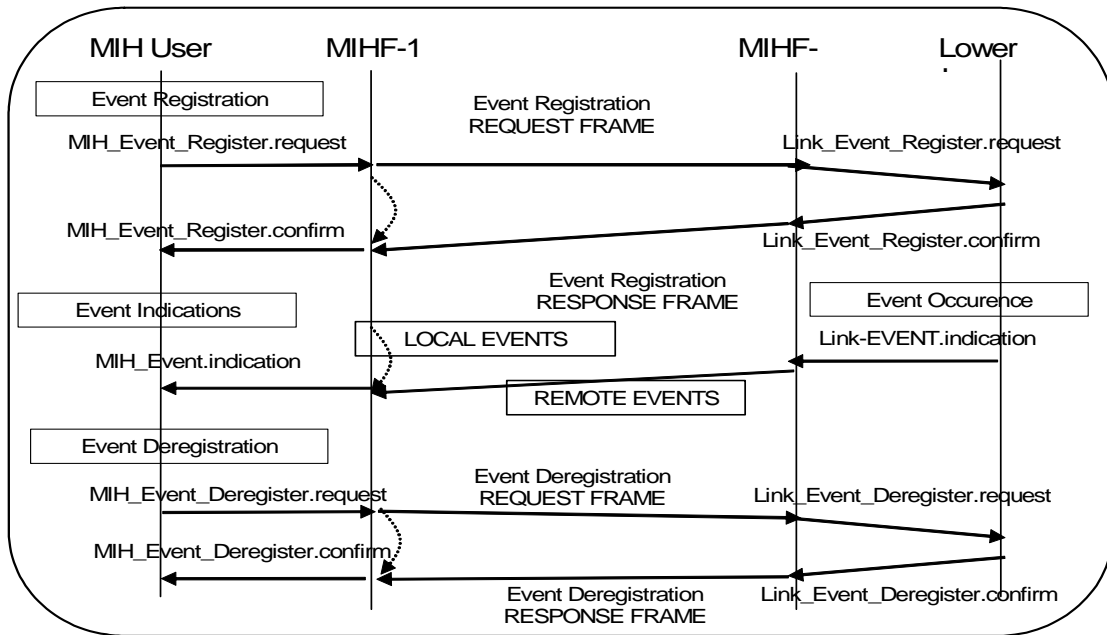 MIH User
MIHF-1
MIHF-
Lower
Event Registration
Event Registration
REQUEST FRAME
MIH_Event_Register.request
Link_Event_Register.request
MIH_Event_Register.confirm
Link_Event_Register.confirm
Event Registration
RESPONSE FRAME
Event Indications
Event Occurence
LOCAL EVENTS
Link-EVENT.indication
MIH_Event.indication
REMOTE EVENTS
Event Deregistration
Event Deregistration
REQUEST FRAME
MIH_Event_Deregister.request
Link_Event_Deregister.request
MIH_Event_Deregister.confirm
Event Deregistration
RESPONSE FRAME
Link_Event_Deregister.confirm